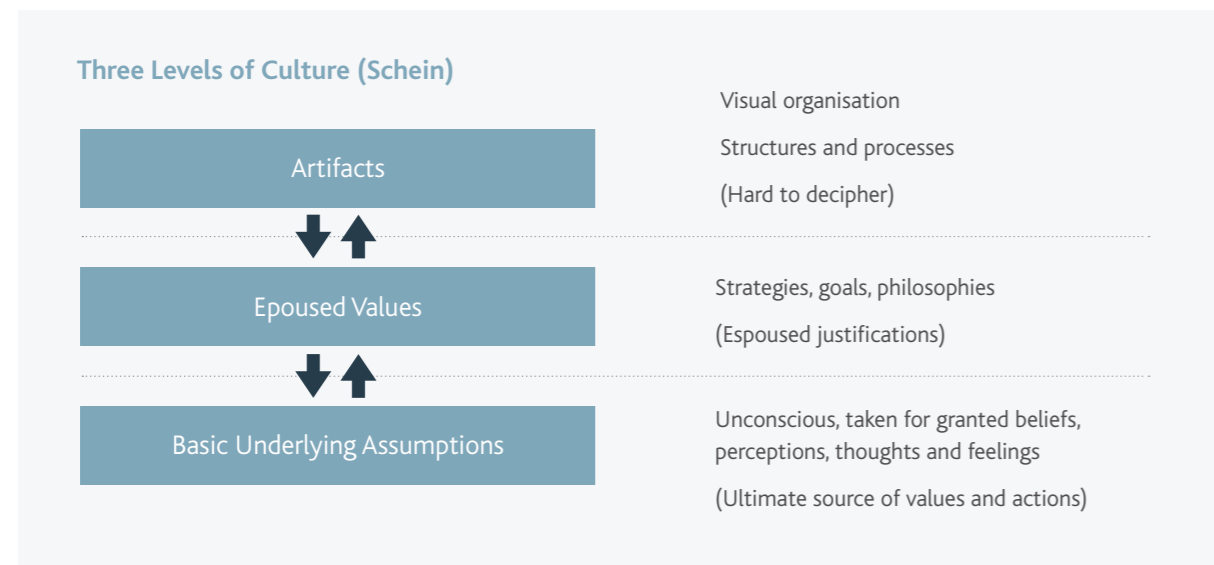 Three Levels of Culture (Schein)
Artifacts
Visual organisation
Structures and processes
(Hard to decipher)
Epoused Values
Strategies, goals, philosophies
(Espoused justifications)
Basic Underlying Assumptions
Unconscious, taken for granted beliefs,
perceptions, thoughts and feelings
(Ultimate source of values and actions)